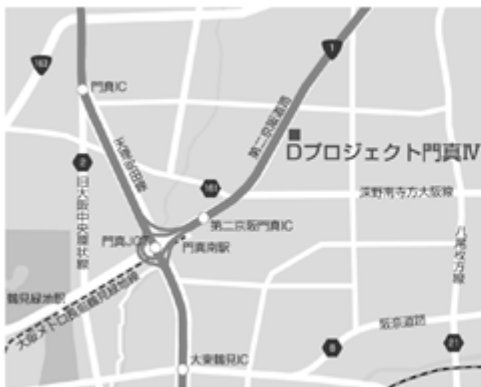 163
1
門真IC
第二京阪道路
近畿自動車道
Dプロジェクト門真Ⅳ
2
161
旧大阪中央環状線
深野南寺方大阪線
第二京阪門真IC
門真JCT
門真南駅
八尾枚方線
鶴見緑地駅
大阪メトロ長堀鶴見緑地線
阪奈道路
8
21
大東鶴見IC